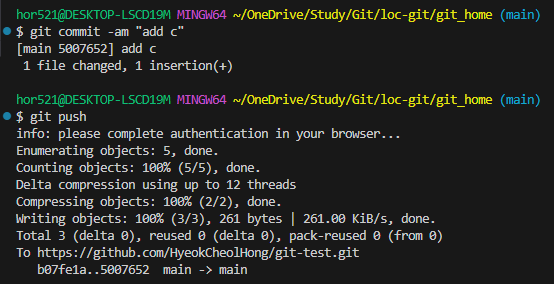 hor521@DESKTOP-LSCD19M MINGW64 ~/OneDrive/Study/Git/loc-git/git_home (main)
$ git commit -am "add c"
[main 5007652] add c
 1 file changed, 1 insertion(+)

hor521@DESKTOP-LSCD19M MINGW64 ~/OneDrive/Study/Git/loc-git/git_home (main)
$ git push
info: please complete authentication in your browser...
Enumerating objects: 5, done.
Counting objects: 100% (5/5), done.
Delta compression using up to 12 threads
Compressing objects: 100% (2/2), done.
Writing objects: 100% (3/3), 261 bytes | 261.00 KiB/s, done.
Total 3 (delta 0), reused 0 (delta 0), pack-reused 0 (from 0)
To https://github.com/HyeokCheolHong/git-test.git
   b07fe1a..5007652  main -> main